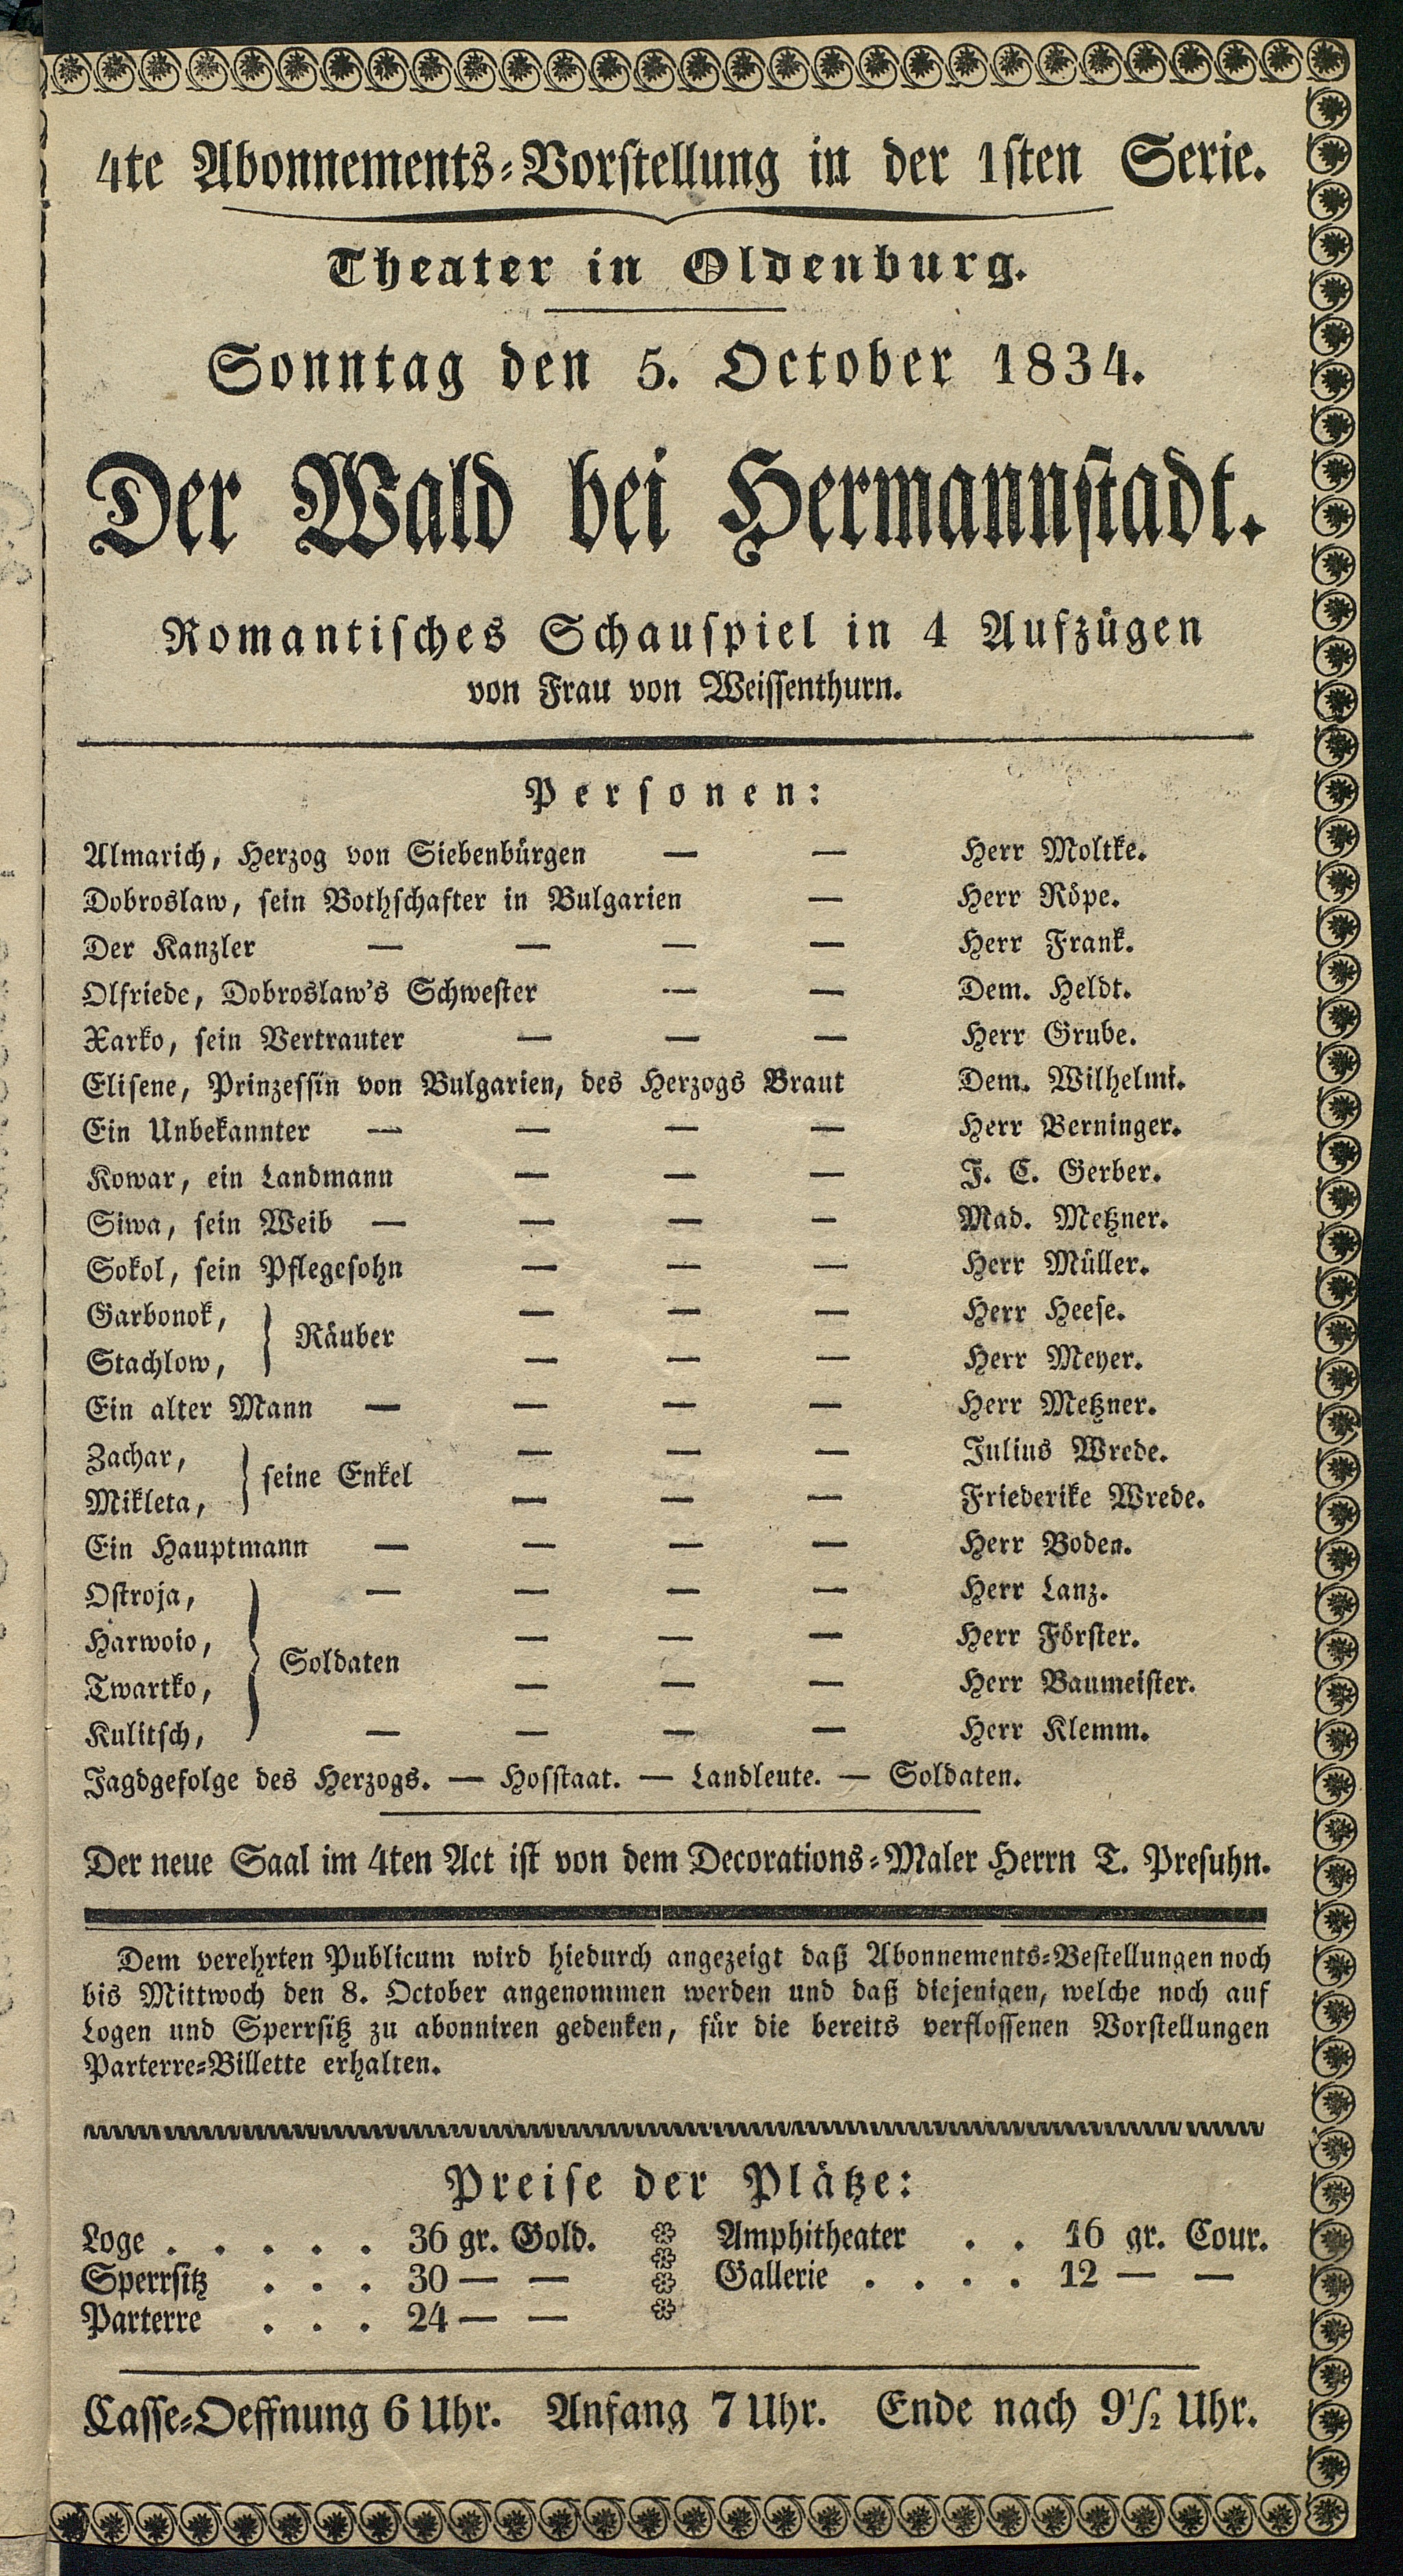 4te Abonnements-Vorstellung in der 1sten Serie.
Theater in Oldenburg.
Sonntag den 5. October 1834.
Der Wald bei Hermannstadt.
Romantisches Schauspiel in 4 Aufzügen
von Frau von Weissenthurn.
Personen:
Almarich, Herzog von Siebenbürgen — — Herr Moltke.
Dobroslaw, sein Bothschafter in Bulgarien — Herr Röpe.
Der Kanzler — — — — Herr Frank.
Olfriede, Dobroslaw's Schwester — — Dem. Heldt.
Xarko, sein Vertrauter — — — Herr Grube.
Elisene, Prinzessin von Bulgarien, des Herzogs Braut Dem. Wilhelmi.
Ein Unbekannter — — — — Herr Berninger.
Kowar, ein Landmann — — — J. C. Gerber.
Siwa, sein Weib — — — — Mad. Metzner.
Sokol, sein Pflegesohn — — — Herr Müller.
Garbonok, — — — Herr Heese.
Räuber
Stachlow, — — — Herr Meyer.
Ein alter Mann — — — — Herr Metzner.
Zachar, — — — Julius Wrede.
seine Enkel
Mikleta, — — — Friederike Wrede.
Ein Hauptmann — — — — Herr Boden.
Ostroja, — — — — Herr Lanz.
Harwoio, — — — Herr Förster.
Soldaten
Twartko, — — — Herr Baumeister.
Kulitsch, — — — — Herr Klemm.
Jagdgefolge des Herzogs. — Hofstaat. — Landleute. — Soldaten.
Der neue Saal im 4ten Act ist von dem Decorations-Maler Herrn T. Presuhn.
Dem verehrten Publicum wird hiedurch angezeigt daß Abonnements-Bestellungen noch
bis Mittwoch den 8. October angenommen werden und daß diejenigen, welche noch auf
Logen und Sperrsitz zu abonniren gedenken, für die bereits verflossenen Vorstellungen
Parterre-Billette erhalten.
Preise der Plätze:
Loge . . . . . 36 gr. Gold. Amphitheater . . 16 gr. Cour.
Sperrsitz . . . 30 — — Gallerie . . . . 12 — —
Parterre . . . 24 — —
Casse-Oeffnung 6 Uhr. Anfang 7 Uhr. Ende nach 9 1/2 Uhr.